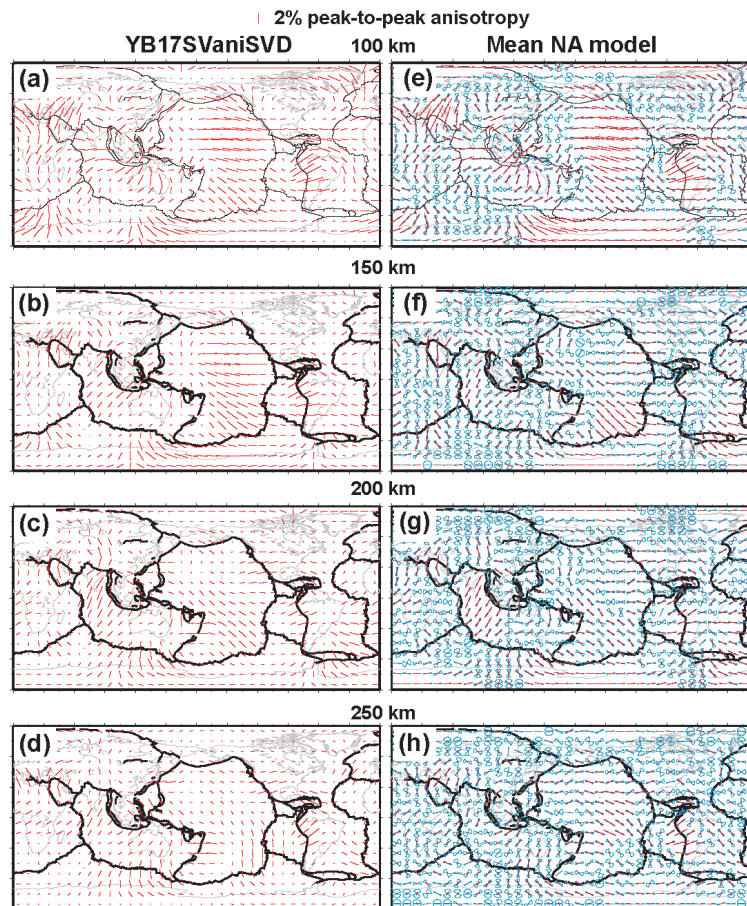 2% peak-to-peak anisotropy
YB17SVaniSVD 100 km Mean NA model
(a) (e)
150 km
(b) (f)
200 km
(c) (g)
250 km
(d) (h)